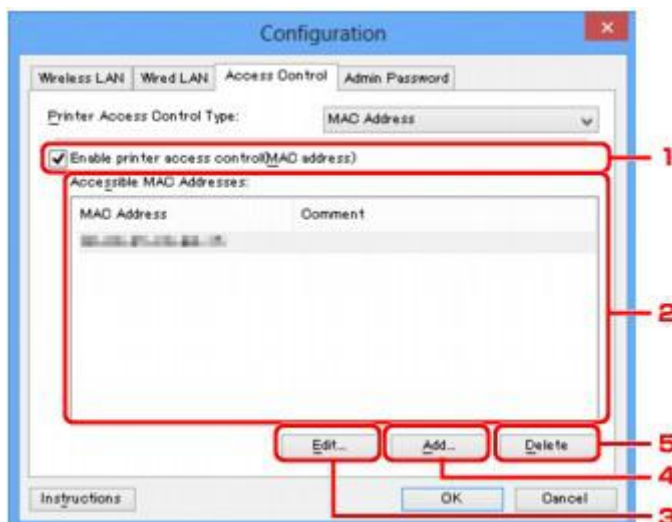 Configuration
Wireless LAN Wired LAN Access Control Admin Password
Printer Access Control Type: MAC Address
Enable printer access control(MAC address) 1
Accessible MAC Addresses:
MAC Address Comment
2
Edit... Add... Delete 5
4
Instructions OK Cancel
3